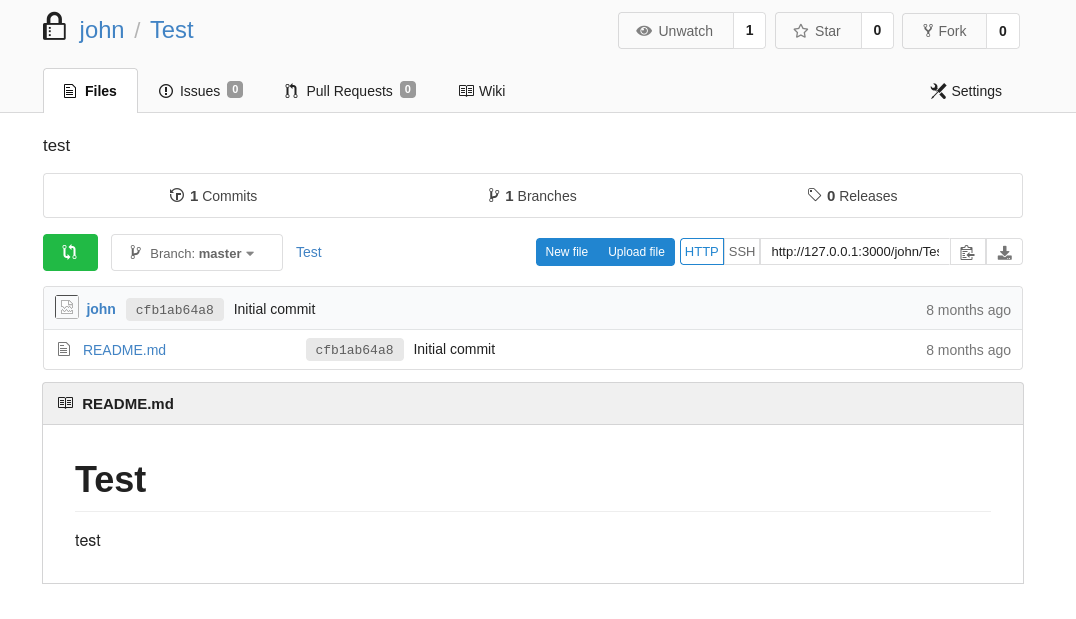 john / Test Unwatch 1 Star 0 Fork 0
Files Issues 0 Pull Requests 0 Wiki Settings
test
1 Commits 1 Branches 0 Releases
Branch: master Test New file Upload file HTTP SSH http://127.0.0.1:3000/john/Tes
john cfb1ab64a8 Initial commit 8 months ago
README.md cfb1ab64a8 Initial commit 8 months ago
README.md
Test
test